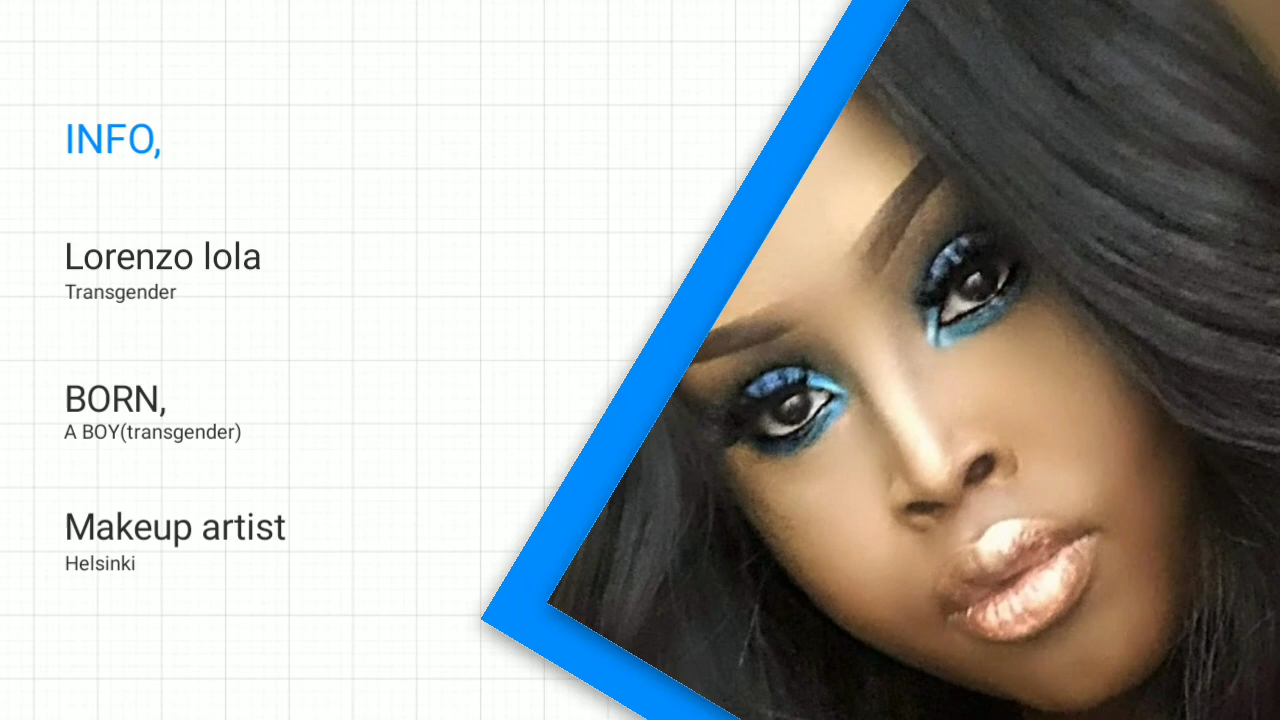 INFO,
Lorenzo lola
Transgender
BORN,
A BOY(transgender)
Makeup artist
Helsinki